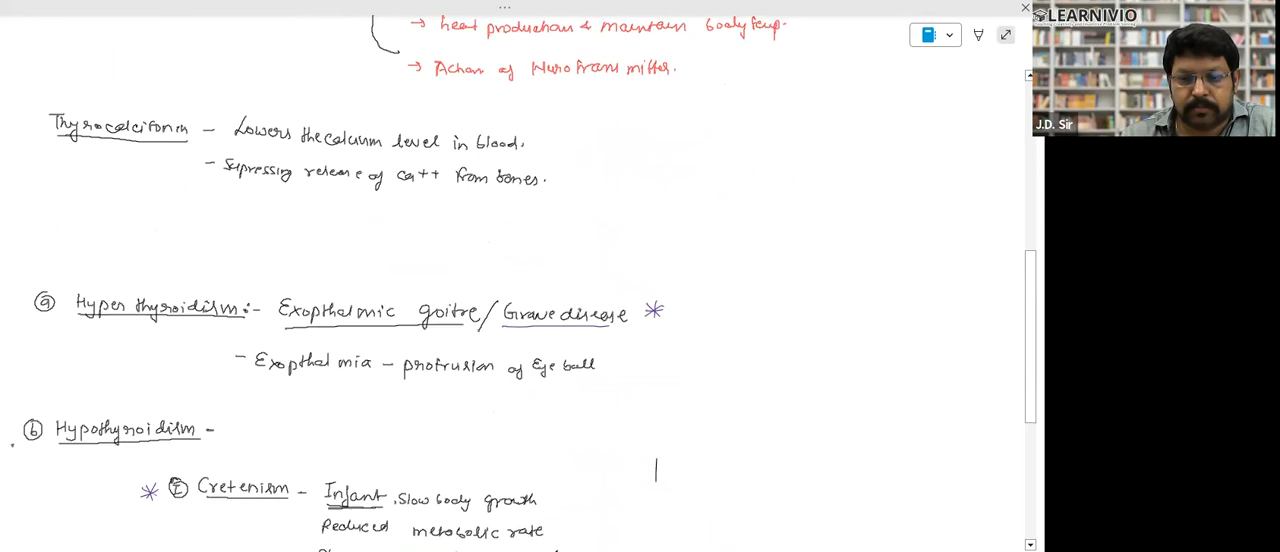 → heat production & maintain body temp.
→ Action of Neurotransmitter.
Thyrocalcitonin - Lowers the calcium level in blood.
- Supressing release of Ca++ from bones.
ⓐ Hyperthyroidism:- Exopthalmic goitre/Grave disease *
- Exopthalmia - protrusion of Eye ball
ⓑ Hypothyroidism -
* Ⓘ Cretenism - Infant, Slow body growth
Reduced metabolic rate
LEARNIVIO
J.D. Sir